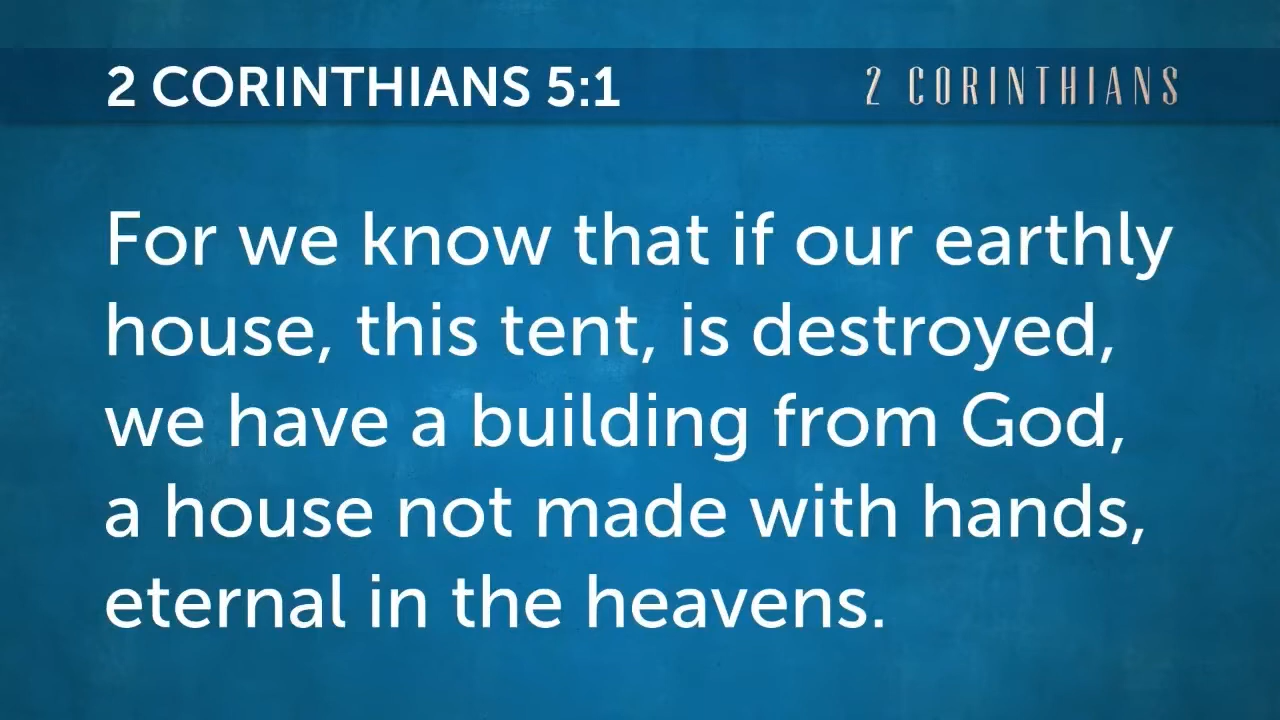 2 CORINTHIANS 5:1
2 CORINTHIANS
For we know that if our earthly
house, this tent, is destroyed,
we have a building from God,
a house not made with hands,
eternal in the heavens.